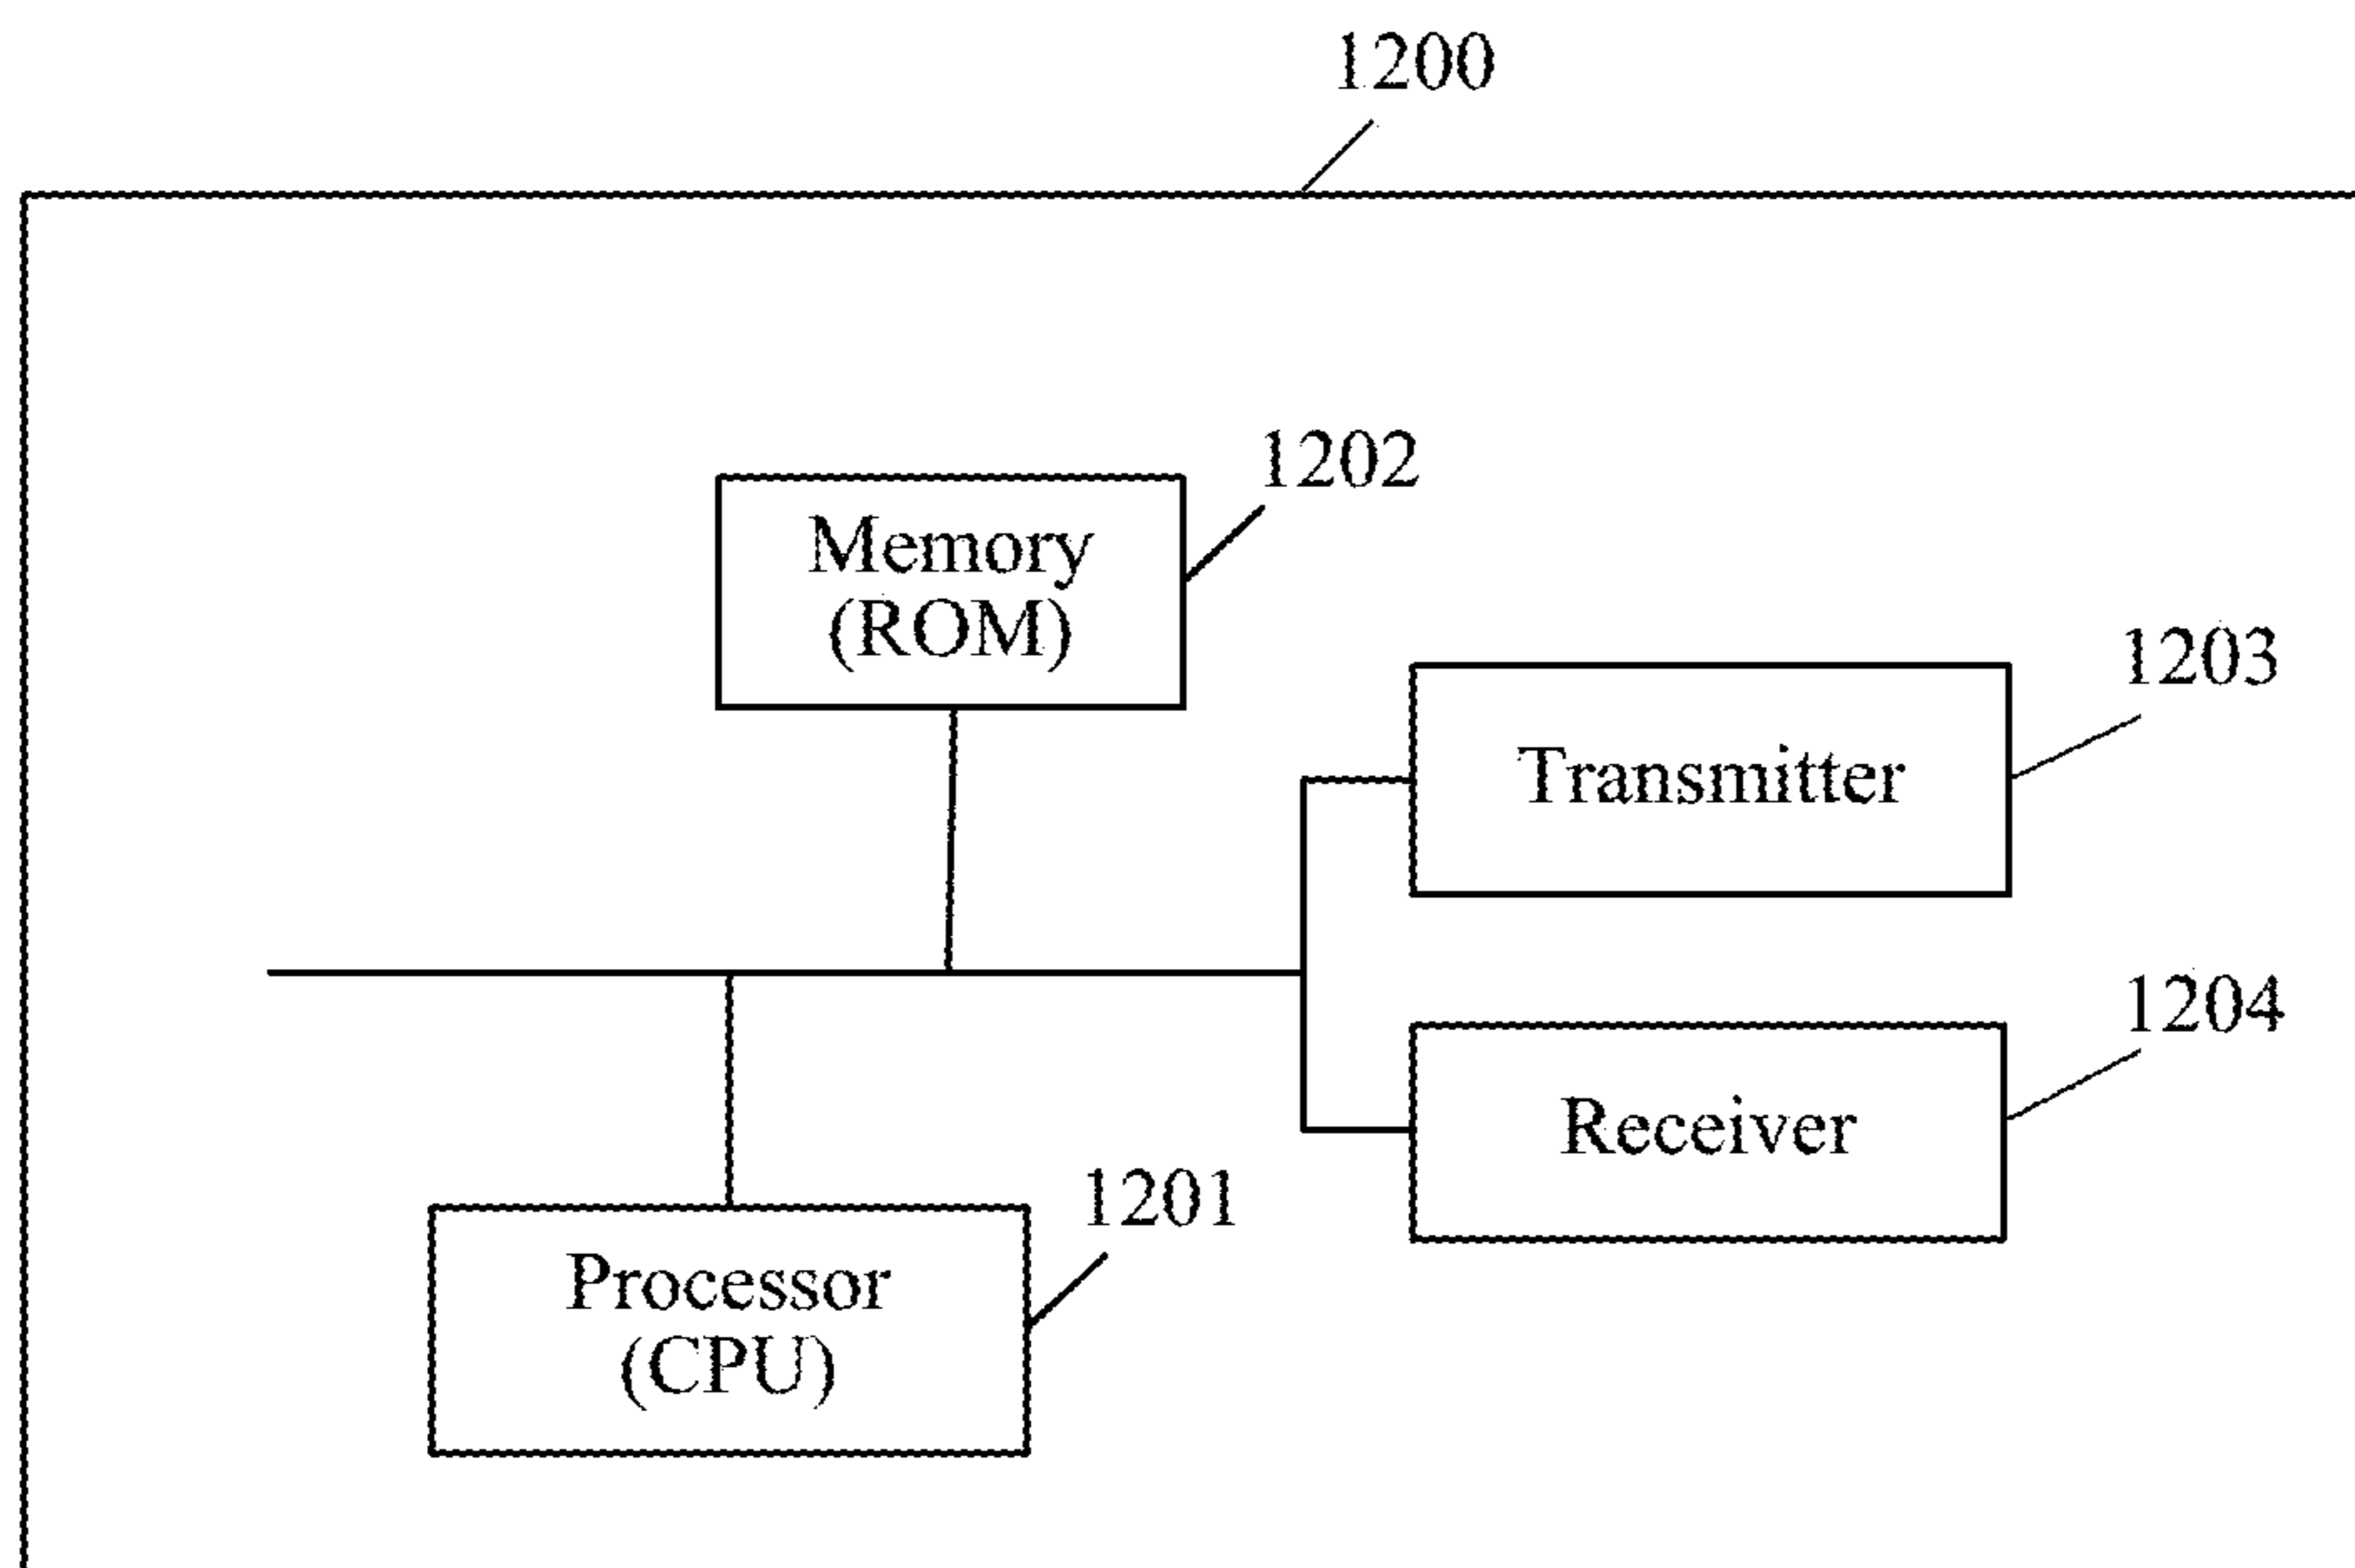 1200
1202
Memory
(ROM)
1203
Transmitter
1204
Receiver
1201
Processor
(CPU)